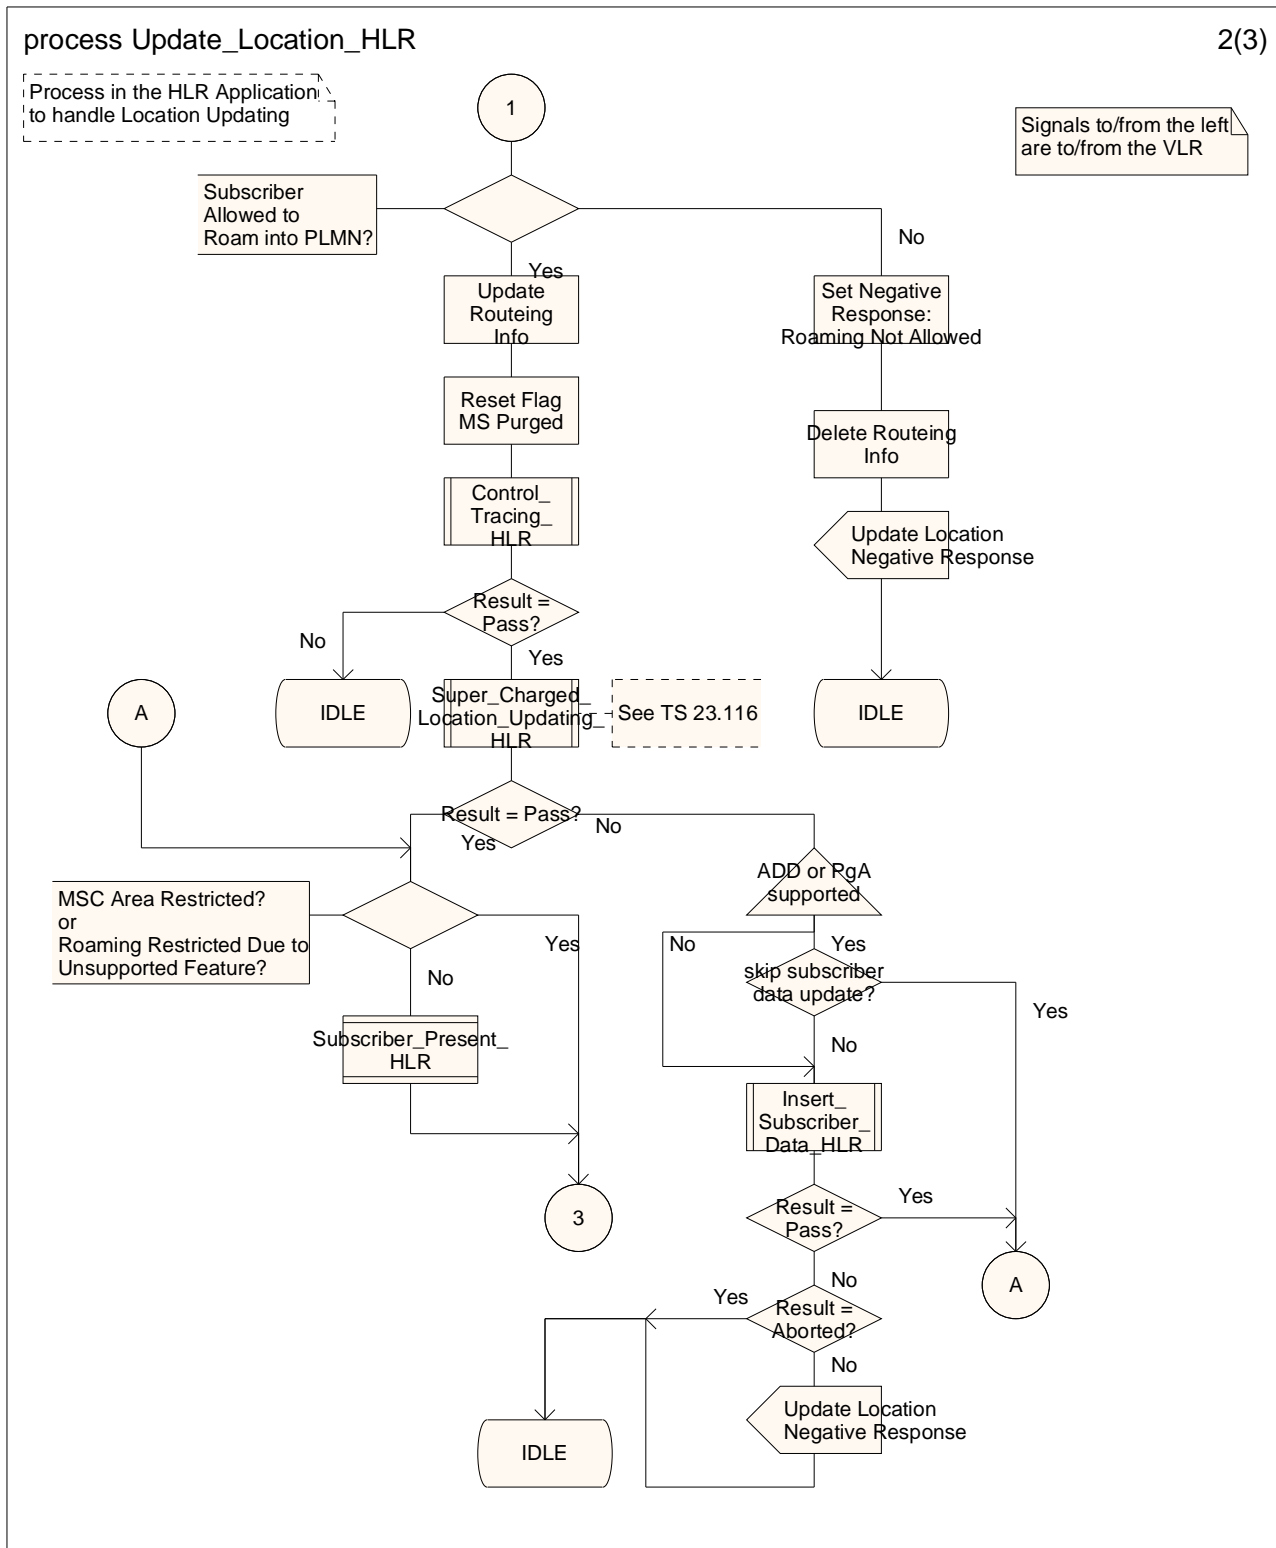 process Update_Location_HLR
2(3)
Process in the HLR Application
to handle Location Updating
1
Signals to/from the left
are to/from the VLR
Subscriber
Allowed to
Roam into PLMN?
No
Yes
Update
Routeing
Info
Set Negative
Response:
Roaming Not Allowed
Reset Flag
MS Purged
Delete Routeing
Info
Control_
Tracing_
HLR
Update Location
Negative Response
Result =
Pass?
No
Yes
A
IDLE
Super_Charged_
Location_Updating_
HLR
See TS 23.116
IDLE
Result = Pass?
No
Yes
ADD or PgA
supported
MSC Area Restricted?
or
Roaming Restricted Due to
Unsupported Feature?
Yes
No
No
Yes
skip subscriber
data update?
Yes
No
Subscriber_Present_
HLR
Insert_
Subscriber_
Data_HLR
Result =
Pass?
Yes
3
No
A
Yes
Result =
Aborted?
No
Update Location
Negative Response
IDLE